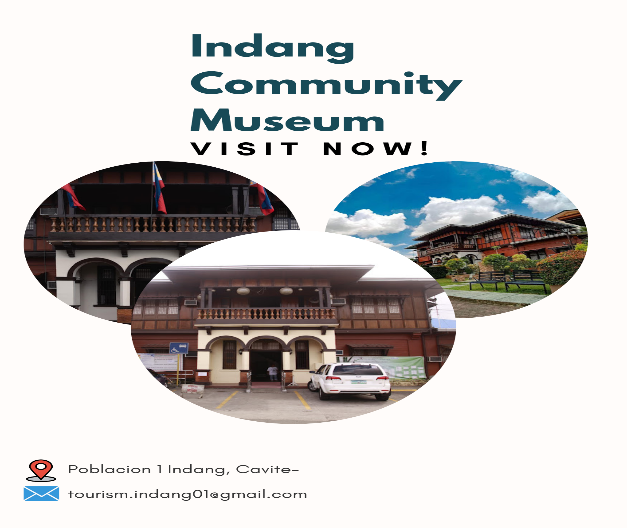 Indang
Community
Museum
VISIT NOW!
Poblacion 1 Indang, Cavite-
tourism.indang01@gmail.com